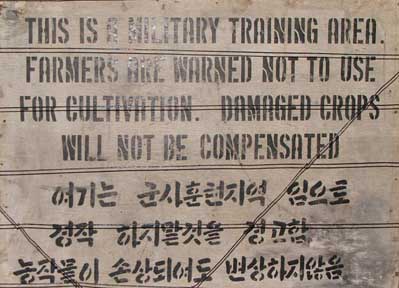 THIS IS A MILITARY TRAINING AREA.
FARMERS ARE WARNED NOT TO USE
FOR CULTIVATION. DAMAGED CROPS
WILL NOT BE COMPENSATED
여기는 군사훈련지역 임으로
경작 하지말것을 경고함
농작물이 손상되여도 변상하지않음